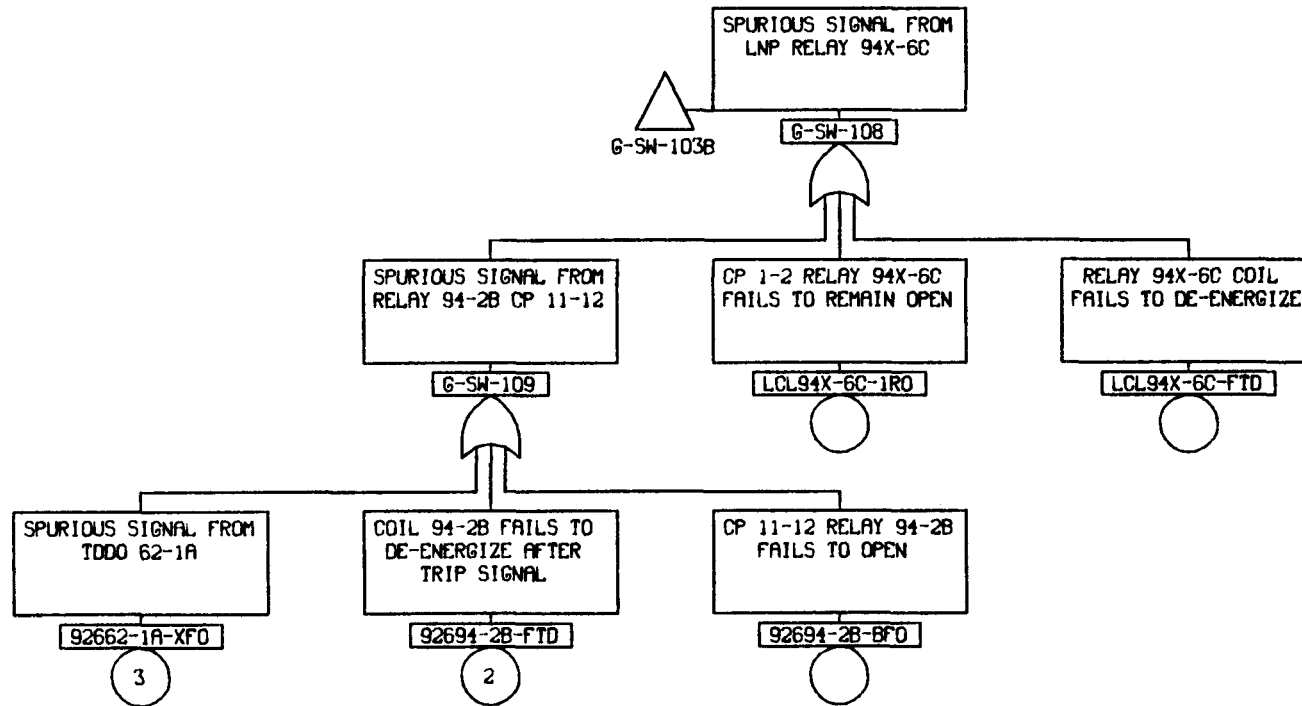 SPURIOUS SIGNAL FROM
LNP RELAY 94X-6C
G-SW-103B
G-SW-108
SPURIOUS SIGNAL FROM
RELAY 94-2B CP 11-12
CP 1-2 RELAY 94X-6C
FAILS TO REMAIN OPEN
RELAY 94X-6C COIL
FAILS TO DE-ENERGIZE
G-SW-109
LCL94X-6C-1RO
LCL94X-6C-FTD
SPURIOUS SIGNAL FROM
TDDO 62-1A
COIL 94-2B FAILS TO
DE-ENERGIZE AFTER
TRIP SIGNAL
CP 11-12 RELAY 94-2B
FAILS TO OPEN
92662-1A-XFO
92694-2B-FTD
92694-2B-BFO
3
2